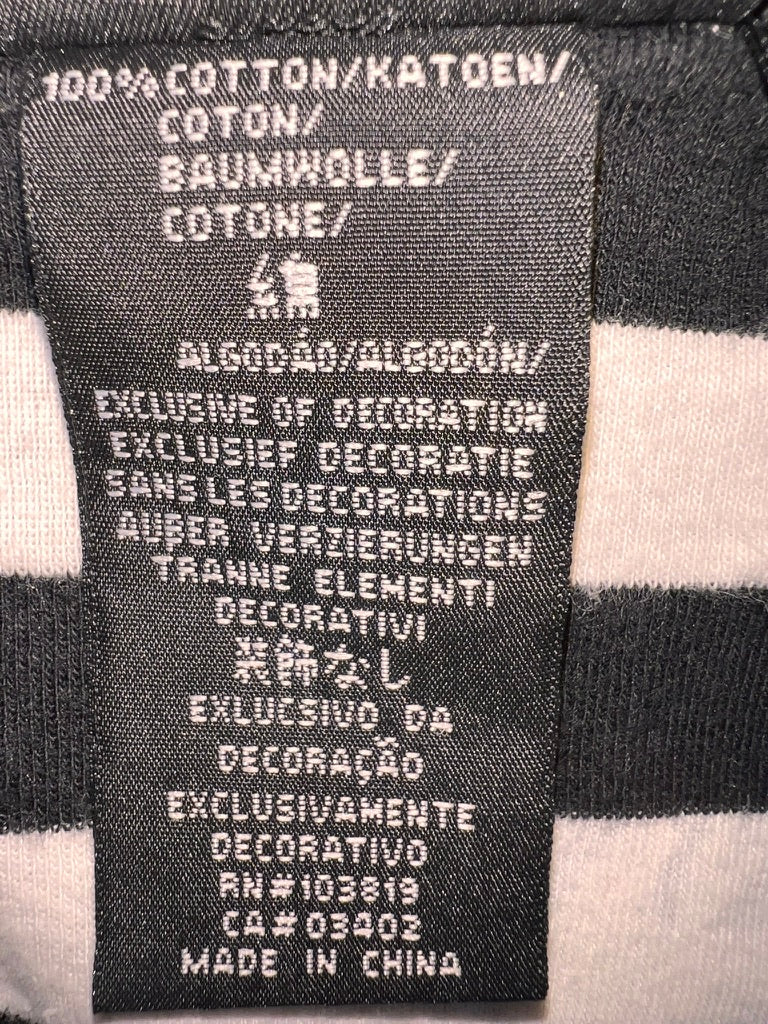 100% COTTON/KATOEN/
COTON/
BAUMWOLLE/
COTONE/
綿
ALGODÃO/ALGODÓN/
EXCLUSIVE OF DECORATION
EXCLUSIEF DECORATIE
SANS LES DECORATIONS
AUßER VERZIERUNGEN
TRANNE ELEMENTI
DECORATIVI
装飾なし
EXLUESIVO DA
DECORAÇÃO
EXCLUSIVAMENTE
DECORATIVO
RN#103819
CA#03402
MADE IN CHINA